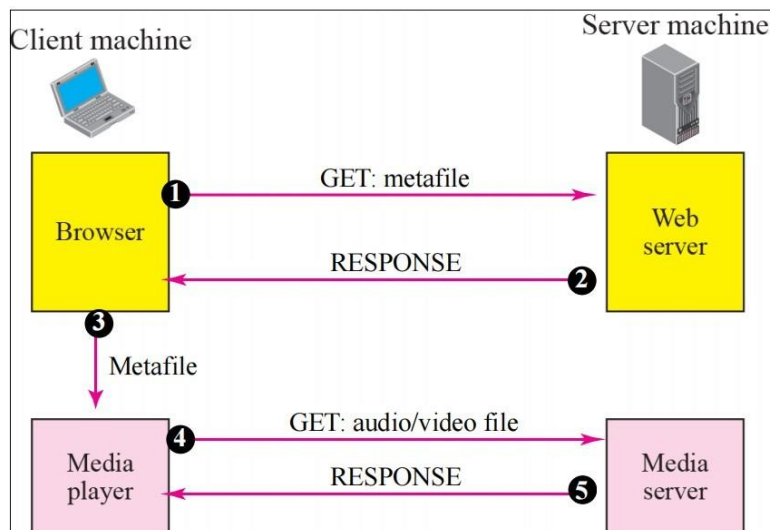 Client machine
Server machine
1
GET: metafile
Browser
Web
server
RESPONSE
2
3
Metafile
4
GET: audio/video file
Media
player
Media
server
RESPONSE
5